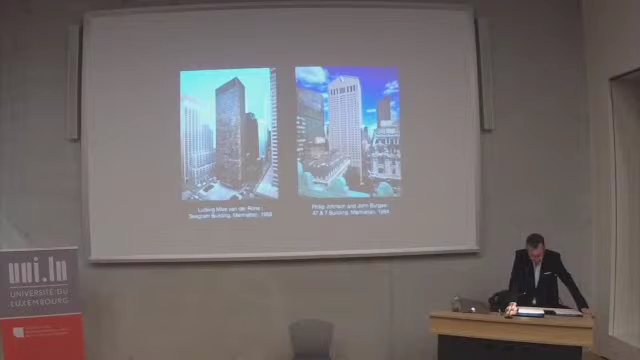 Ludwig Mies van der Rohe
Seagram Building, Manhattan, 1958
Philip Johnson and John Burgee
AT & T Building, Manhattan, 1984
uni.ln
UNIVERSITÉ DU
LUXEMBOURG